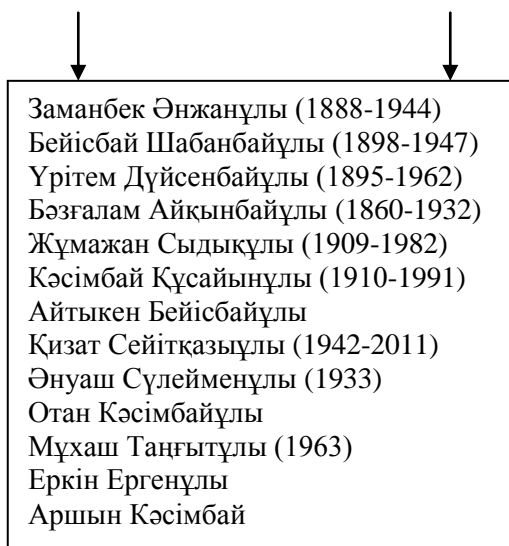 Заманбек Әнжанұлы (1888-1944)
Бейісбай Шабанбайұлы (1898-1947)
Үрітем Дүйсенбайұлы (1895-1962)
Бәзғалам Айқынбайұлы (1860-1932)
Жұмажан Сыдықұлы (1909-1982)
Кәсімбай Құсайынұлы (1910-1991)
Айтыкен Бейісбайұлы
Қизат Сейітқазыұлы (1942-2011)
Әнуаш Сүлейменұлы (1933)
Отан Кәсімбайұлы
Мұхаш Таңғытұлы (1963)
Еркін Ергенұлы
Аршын Кәсімбай